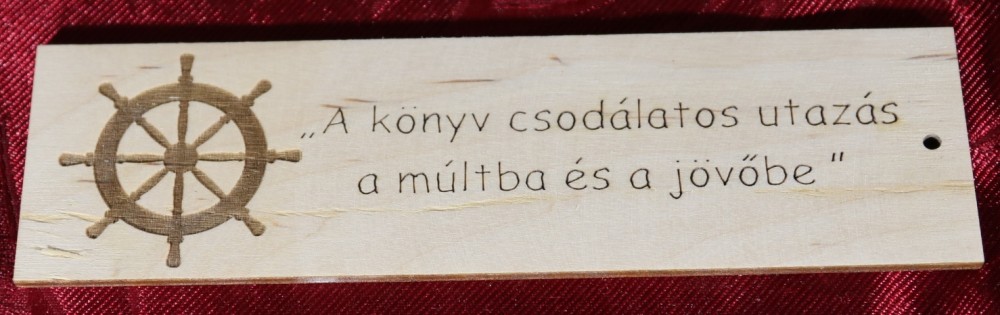 „A könyv csodálatos utazás
a múltba és a jövőbe"